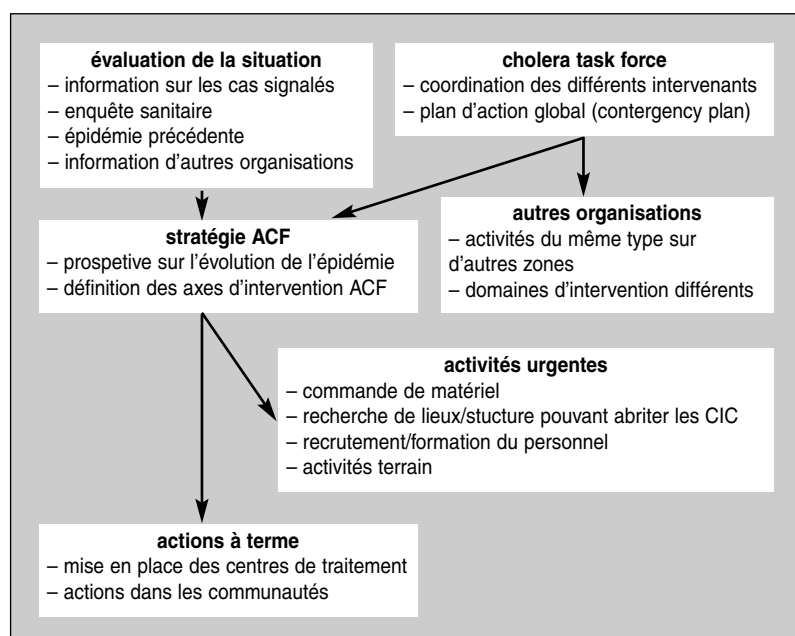 évaluation de la situation
– information sur les cas signalés
– enquête sanitaire
– épidémie précédente
– information d'autres organisations
cholera task force
– coordination des différents intervenants
– plan d'action global (contergency plan)
stratégie ACF
– prospetive sur l'évolution de l'épidémie
– définition des axes d'intervention ACF
autres organisations
– activités du même type sur
d'autres zones
– domaines d'intervention différents
activités urgentes
– commande de matériel
– recherche de lieux/stucture pouvant abriter les CIC
– recrutement/formation du personnel
– activités terrain
actions à terme
– mise en place des centres de traitement
– actions dans les communautés